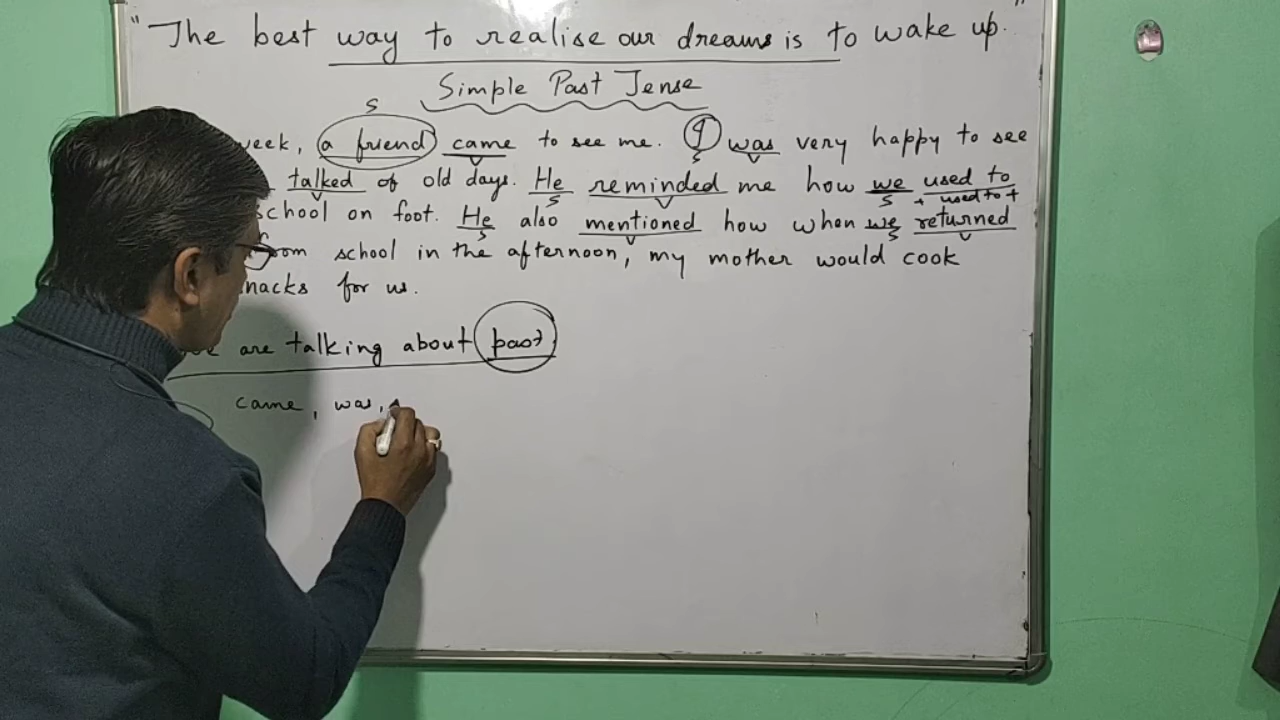 "The best way to realise our dreams is to wake up."
Simple Past Tense
S
week, a friend came to see me. I was very happy to see
V S V
talked of old days. He reminded me how we used to
V S V S + used to +
school on foot. He also mentioned how when we returned
S V S V
from school in the afternoon, my mother would cook
snacks for us.
are talking about past
came, was,